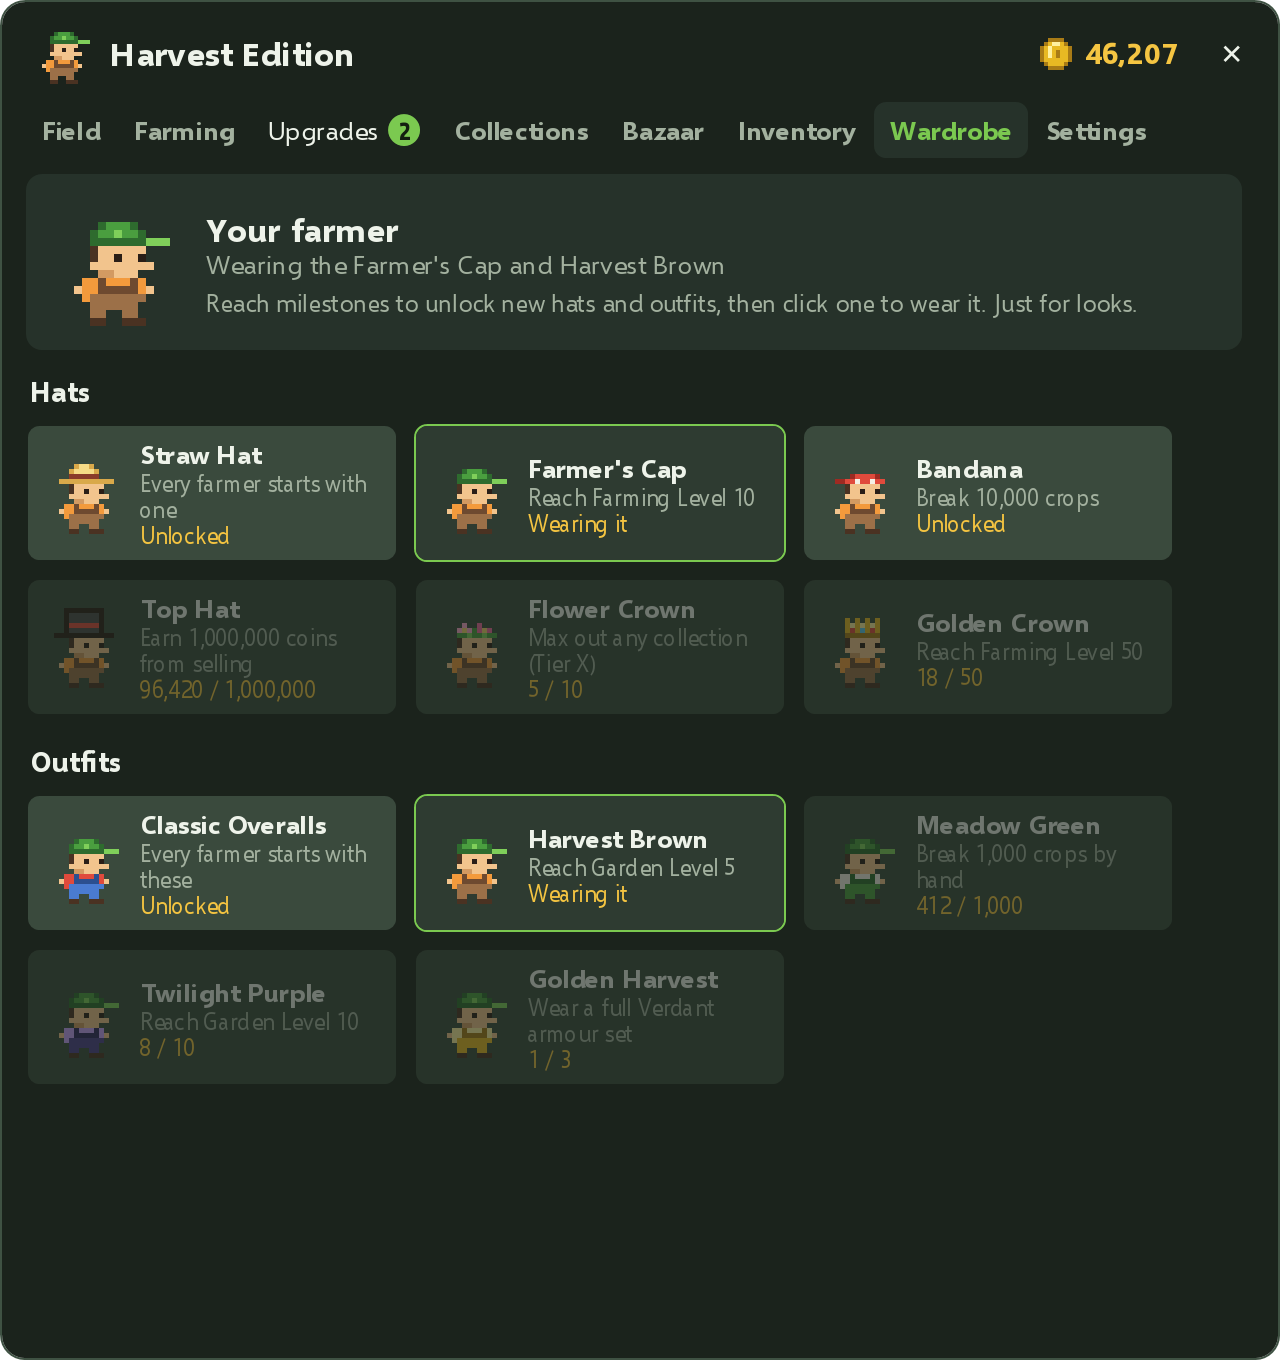 Harvest Edition
46,207
Field Farming Upgrades 2 Collections Bazaar Inventory Wardrobe Settings
Your farmer
Wearing the Farmer's Cap and Harvest Brown
Reach milestones to unlock new hats and outfits, then click one to wear it. Just for looks.
Hats
Straw Hat
Every farmer starts with
one
Unlocked
Farmer's Cap
Reach Farming Level 10
Wearing it
Bandana
Break 10,000 crops
Unlocked
Top Hat
Earn 1,000,000 coins
from selling
96,420 / 1,000,000
Flower Crown
Max out any collection
(Tier X)
5 / 10
Golden Crown
Reach Farming Level 50
18 / 50
Outfits
Classic Overalls
Every farmer starts with
these
Unlocked
Harvest Brown
Reach Garden Level 5
Wearing it
Meadow Green
Break 1,000 crops by
hand
412 / 1,000
Twilight Purple
Reach Garden Level 10
8 / 10
Golden Harvest
Wear a full Verdant
armour set
1 / 3